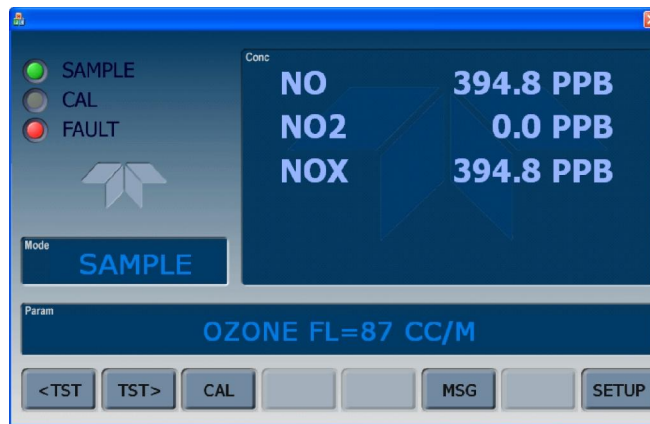 SAMPLE
CAL
FAULT
Conc
NO 394.8 PPB
NO2 0.0 PPB
NOX 394.8 PPB
Mode
SAMPLE
Param
OZONE FL=87 CC/M
<TST TST> CAL MSG SETUP